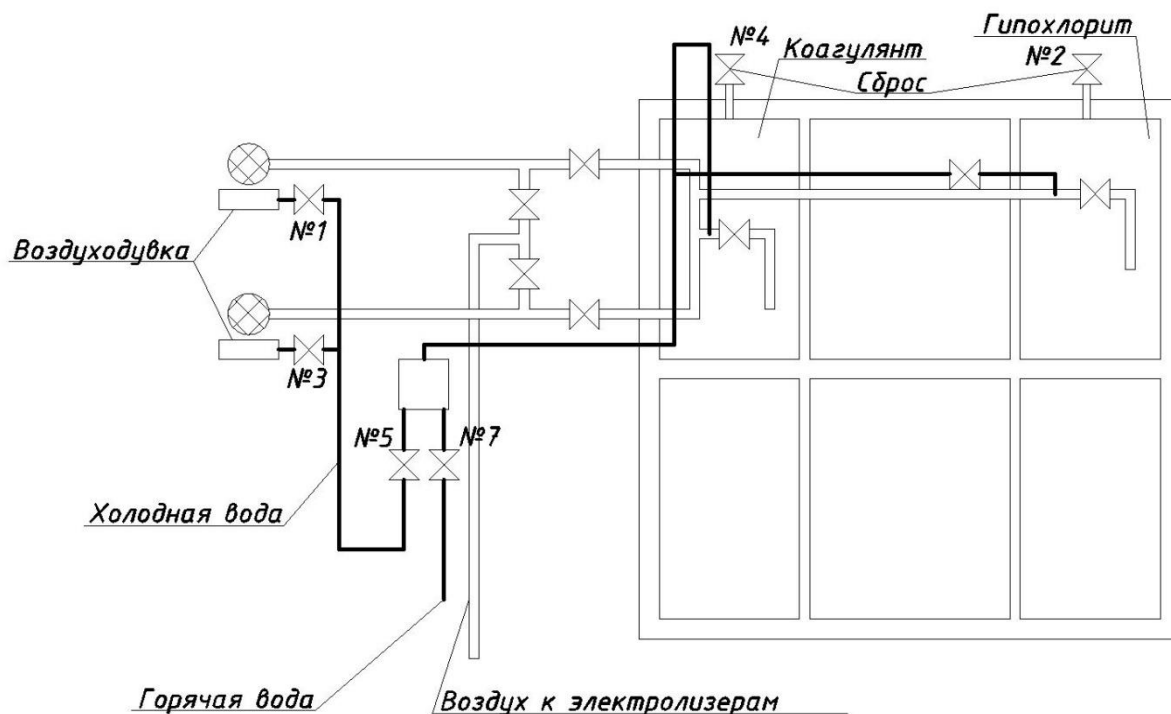 Гипохлорит
№4
Коагулянт
№2
Сброс
№1
Воздуходувка
№3
№5
№7
Холодная вода
Горячая вода
Воздух к электролизерам